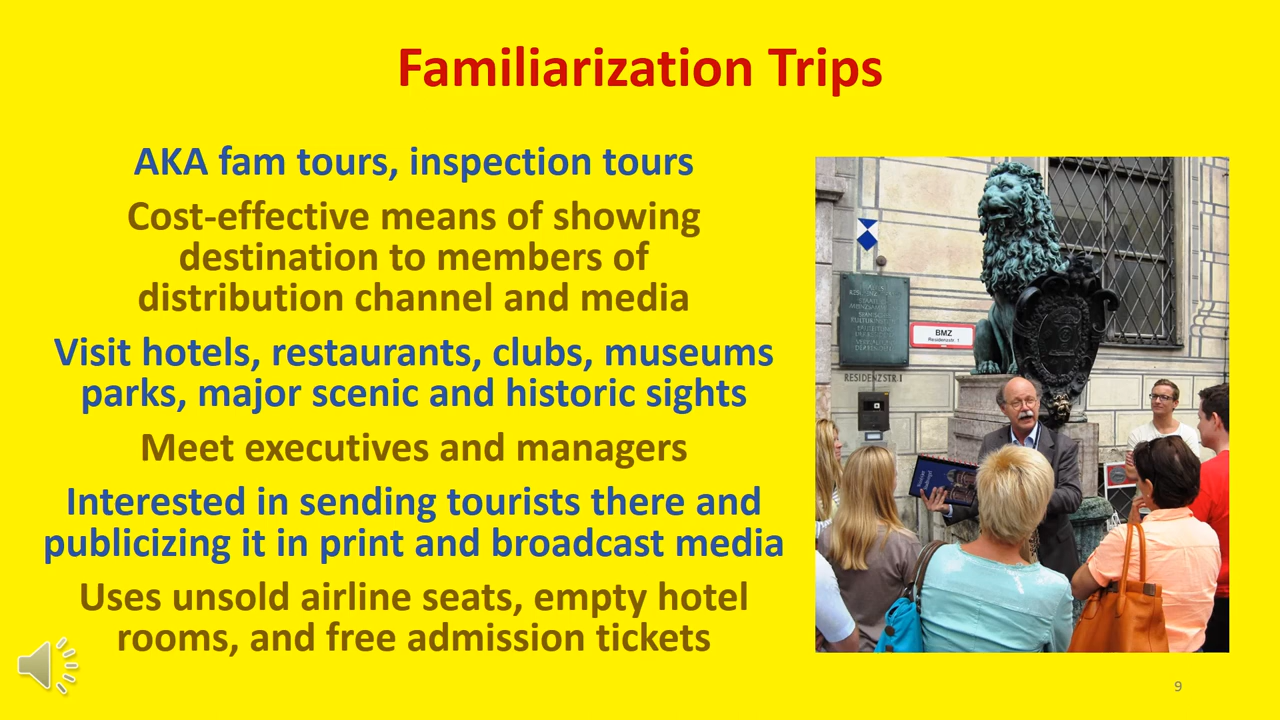 Familiarization Trips
AKA fam tours, inspection tours
Cost-effective means of showing
destination to members of
distribution channel and media
Visit hotels, restaurants, clubs, museums
parks, major scenic and historic sights
Meet executives and managers
Interested in sending tourists there and
publicizing it in print and broadcast media
Uses unsold airline seats, empty hotel
rooms, and free admission tickets
BMZ
Residenzstr. 1
RESIDENZSTR. 1
9